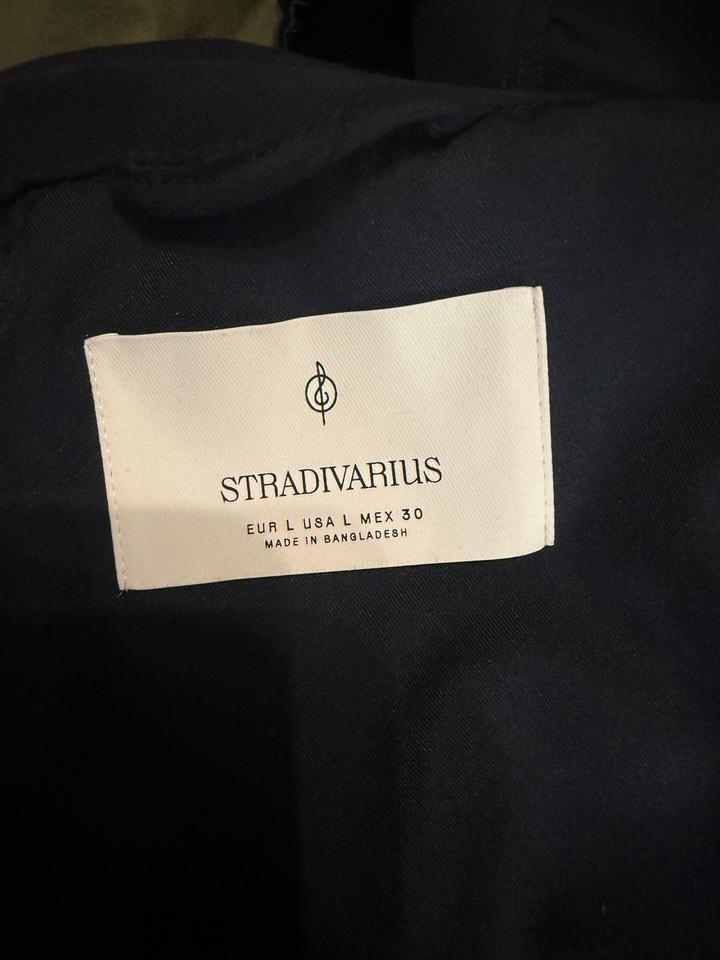 STRADIVARIUS
EUR L USA L MEX 30
MADE IN BANGLADESH